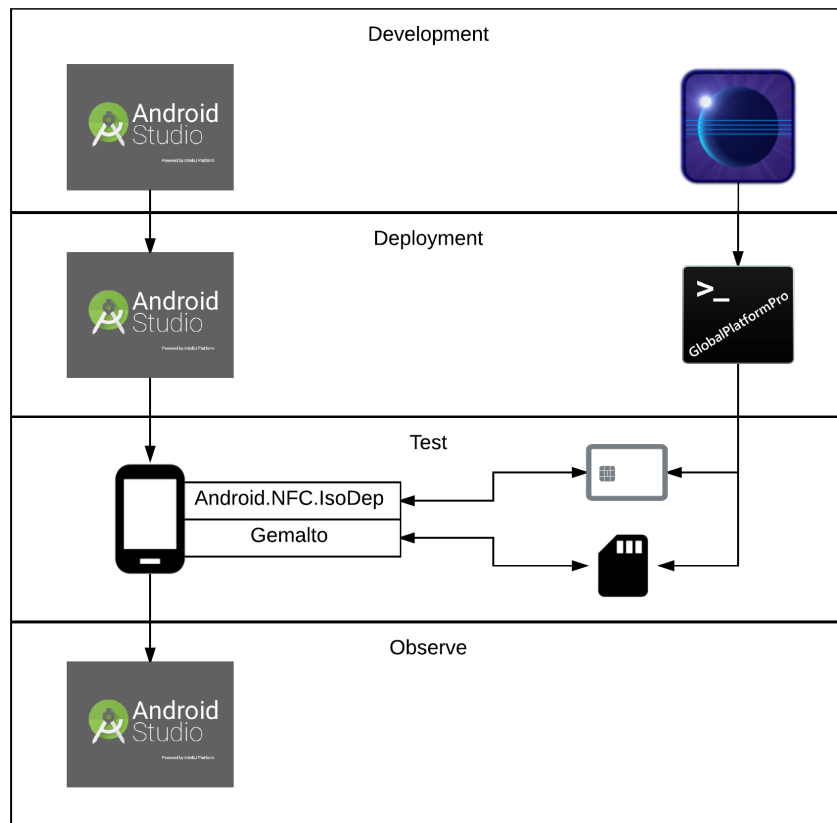 Development
Android
Studio
Powered by IntelliJ Platform
Deployment
Android
Studio
Powered by IntelliJ Platform
>_
GlobalPlatformPro
Test
Android.NFC.IsoDep
Gemalto
Observe
Android
Studio
Powered by IntelliJ Platform